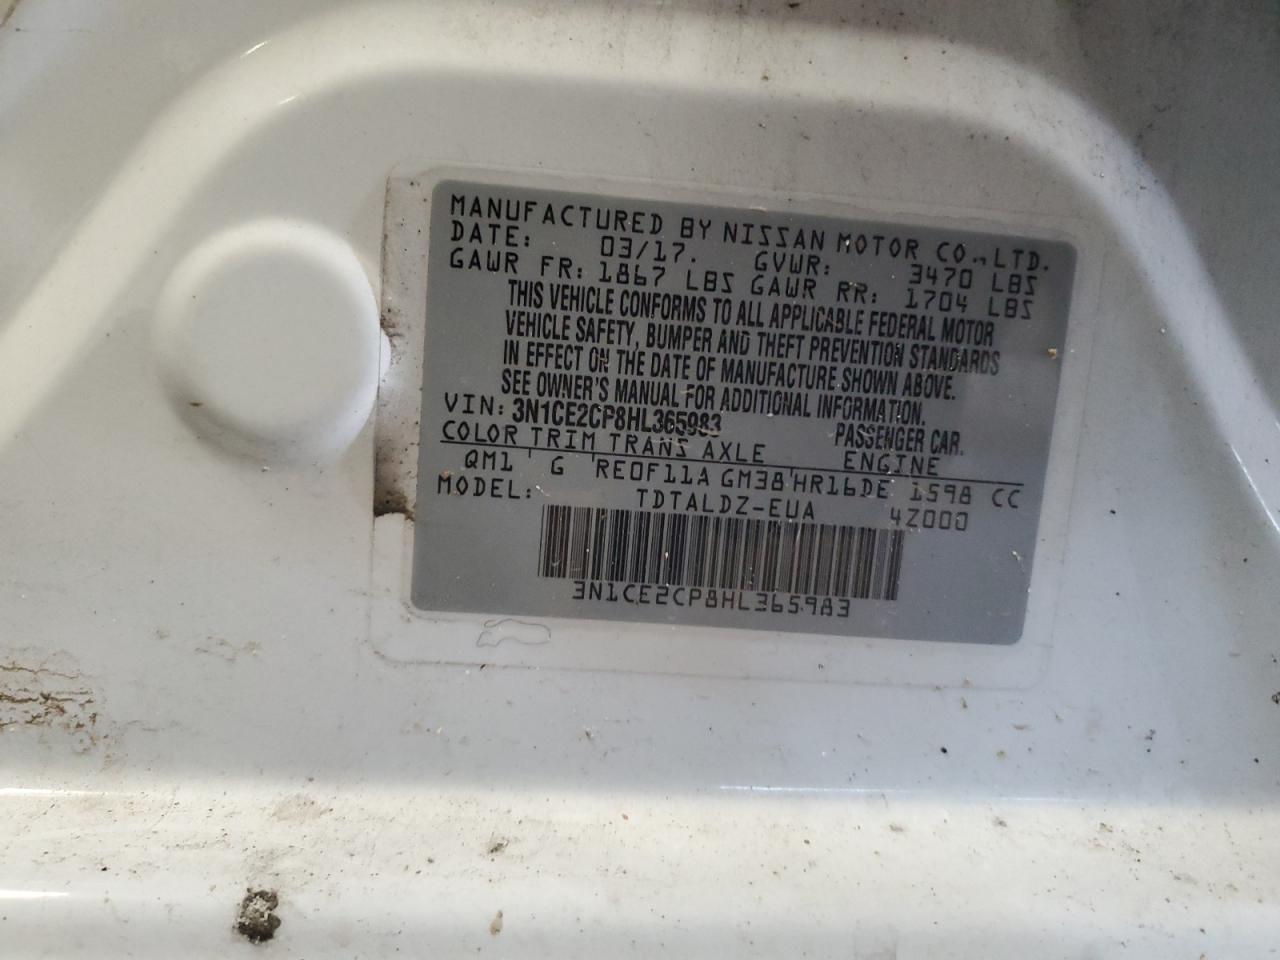 MANUFACTURED BY NISSAN MOTOR CO.,LTD.
DATE: 03/17. GVWR: 3470 LBS
GAWR FR: 1867 LBS GAWR RR: 1704 LBS
THIS VEHICLE CONFORMS TO ALL APPLICABLE FEDERAL MOTOR
VEHICLE SAFETY, BUMPER AND THEFT PREVENTION STANDARDS
IN EFFECT ON THE DATE OF MANUFACTURE SHOWN ABOVE.
SEE OWNER'S MANUAL FOR ADDITIONAL INFORMATION.
VIN: 3N1CE2CP8HL365983 PASSENGER CAR.
COLOR TRIM TRANS AXLE ENGINE
QM1 G RE0F11A GM38 HR16DE 1598 CC
MODEL: TDTALDZ-EUA 4Z000
3N1CE2CP8HL365983